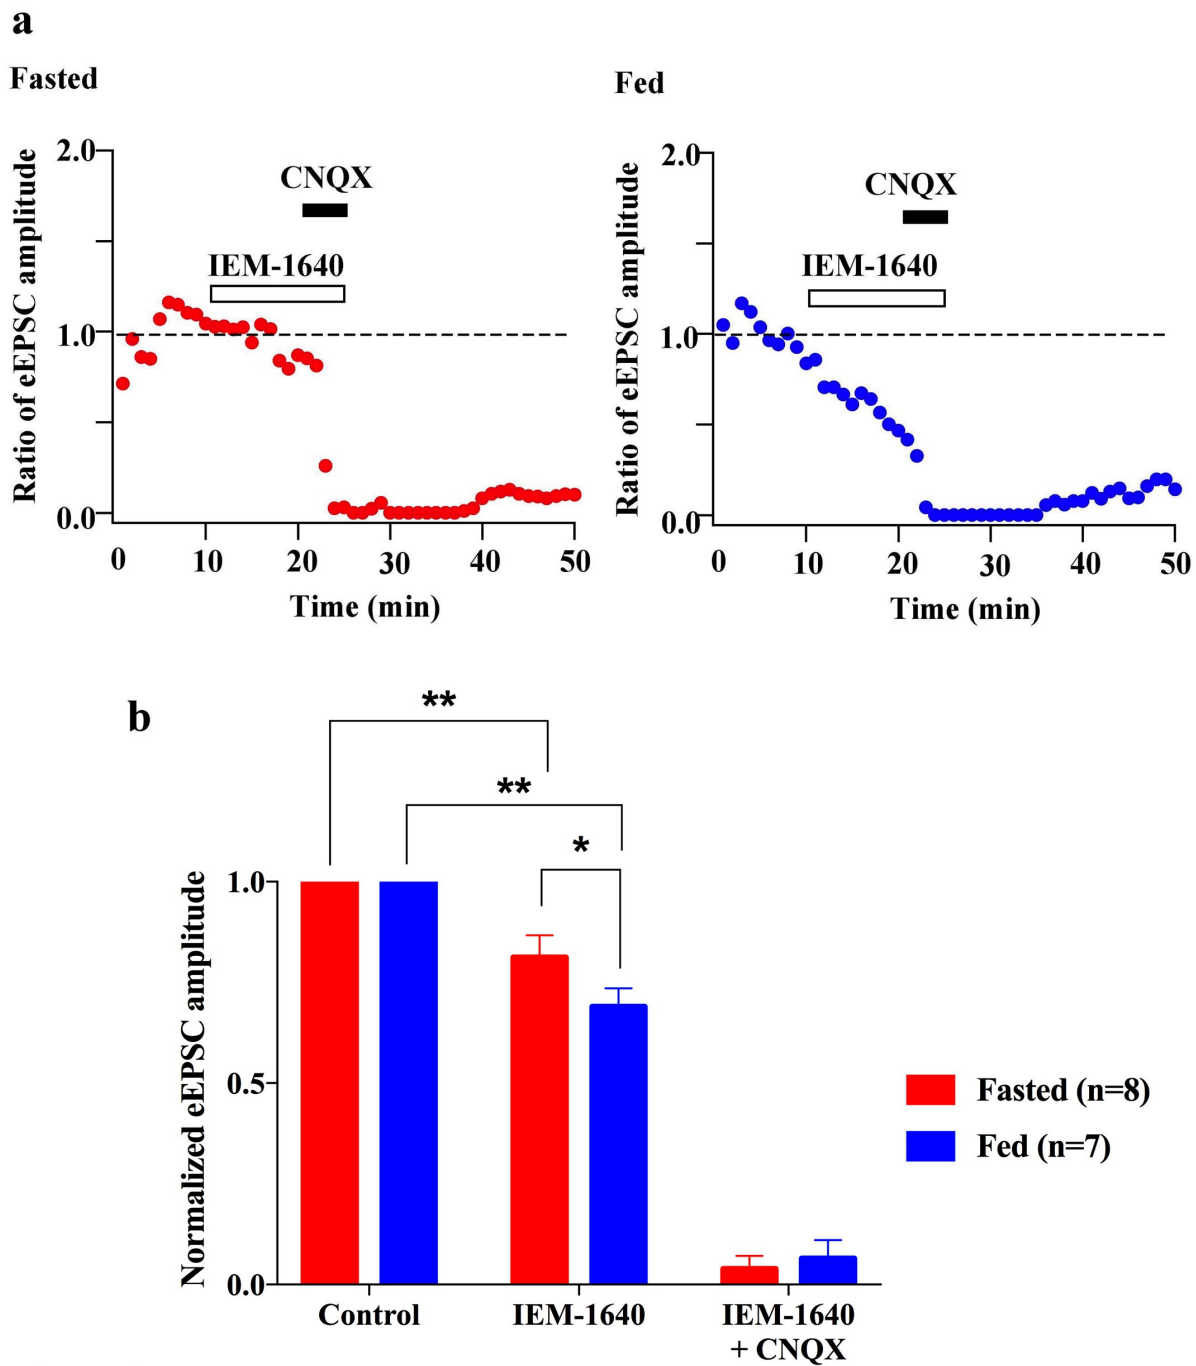 a
Fasted
Ratio of eEPSC amplitude
2.0
1.0
0.0
CNQX
IEM-1640
0 10 20 30 40 50
Time (min)
Fed
Ratio of eEPSC amplitude
2.0
1.0
0.0
CNQX
IEM-1640
0 10 20 30 40 50
Time (min)
b
**
**
*
Normalized eEPSC amplitude
1.0
0.5
0.0
Control
IEM-1640
IEM-1640
+ CNQX
Fasted (n=8)
Fed (n=7)